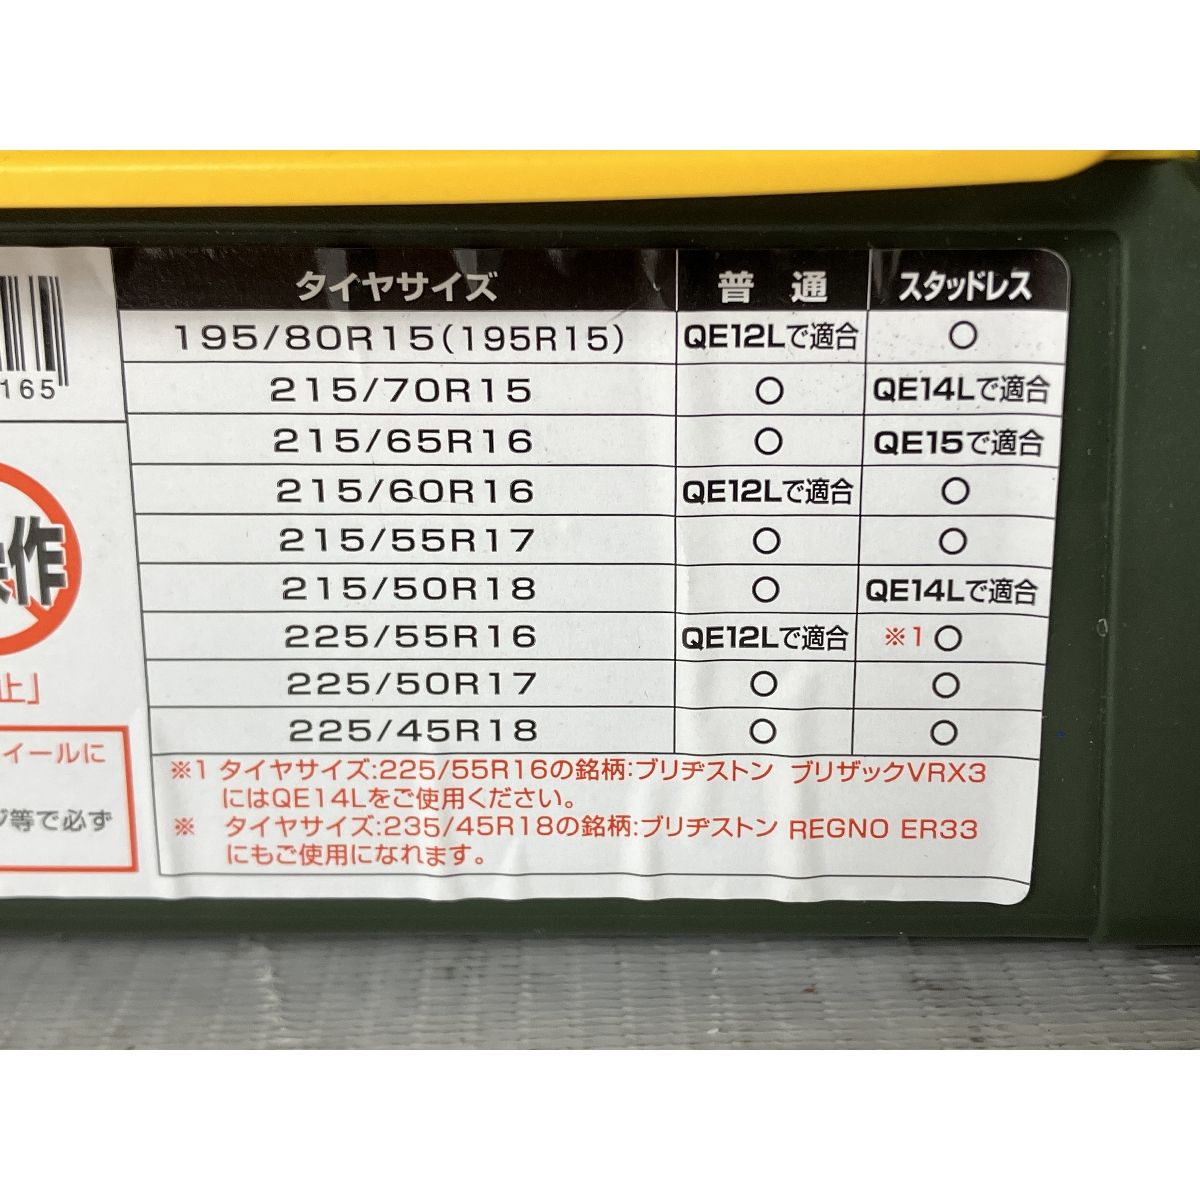 165
操作
止」
イールに
ジ等で必ず
タイヤサイズ 普通 スタッドレス
195/80R15(195R15) QE12Lで適合 ○
215/70R15 ○ QE14Lで適合
215/65R16 ○ QE15で適合
215/60R16 QE12Lで適合 ○
215/55R17 ○ ○
215/50R18 ○ QE14Lで適合
225/55R16 QE12Lで適合 ※1 ○
225/50R17 ○ ○
225/45R18 ○ ○
※1 タイヤサイズ:225/55R16の銘柄:ブリヂストン ブリザックVRX3
にはQE14Lをご使用ください。
※ タイヤサイズ:235/45R18の銘柄:ブリヂストン REGNO ER33
にもご使用になれます。